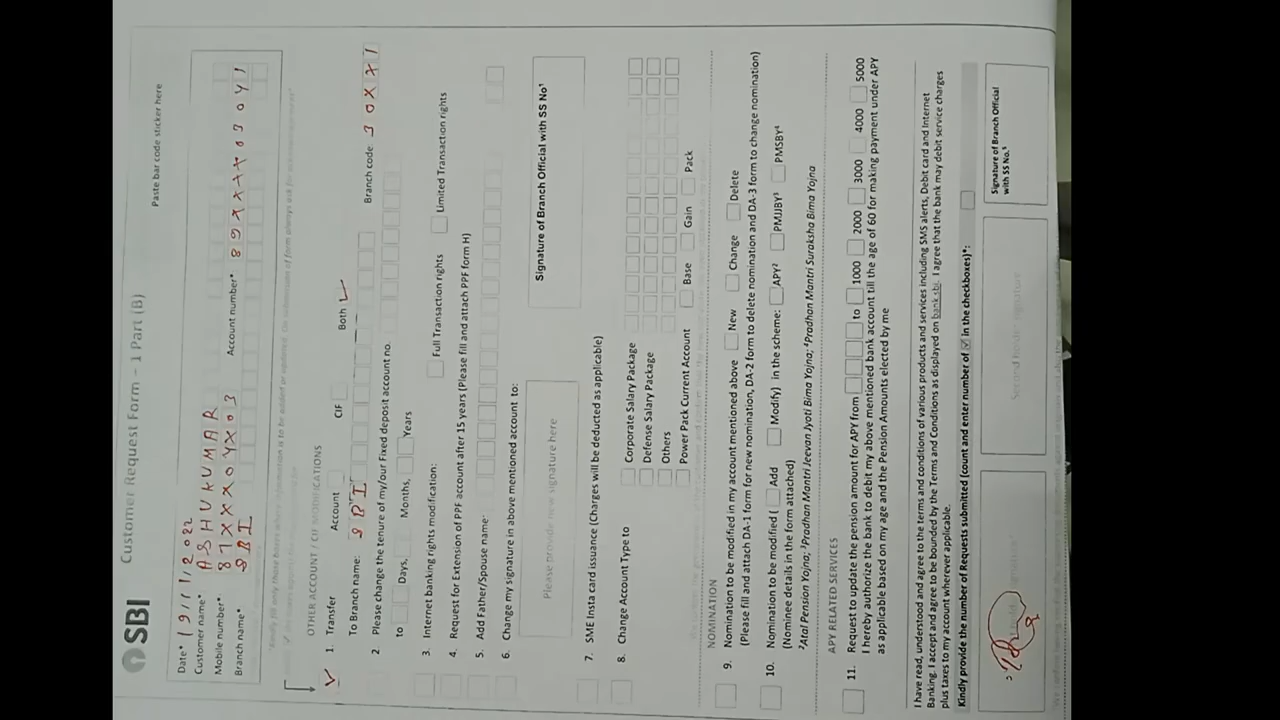 SBI
Customer Request Form – 1 Part (B)
Paste bar code sticker here
Date* 19/11/2022
Customer name* ASHUKUMAR
Mobile number* 87XXX04X03
Account number* 89XXXXX03041
Branch name* SBI
OTHER ACCOUNT / CIF MODIFICATIONS
1. Transfer Account CIF Both
To Branch name: SBI Branch code: 30XX1
2 Please change the tenure of my/our Fixed deposit account no.
to Days, Months, Years
3. Internet banking rights modification: Full Transaction rights Limited Transaction rights
4. Request for Extension of PPF account after 15 years (Please fill and attach PPF form H)
5. Add Father/Spouse name:
6. Change my signature in above mentioned account to:
Please provide new signature here
Signature of Branch Official with SS No¹
7. SME Insta card issuance (Charges will be deducted as applicable)
8. Change Account Type to
Corporate Salary Package
Defense Salary Package
Others
Power Pack Current Account Base Gain Pack
NOMINATION
9. Nomination to be modified in my account mentioned above New Change Delete
(Please fill and attach DA-1 form for new nomination, DA-2 form to delete nomination and DA-3 form to change nomination)
10. Nomination to be modified ( Add Modify) in the scheme: APY² PMJJBY³ PMSBY⁴
(Nominee details in the form attached)
²Atal Pension Yojna; ³Pradhan Mantri Jeevan Jyoti Bima Yojna; ⁴Pradhan Mantri Suraksha Bima Yojna
APY RELATED SERVICES
11. Request to update the pension amount for APY from to 1000 2000 3000 4000 5000
I hereby authorize the bank to debit my above mentioned bank account till the age of 60 for making payment under APY
as applicable based on my age and the Pension Amounts elected by me
I have read, understood and agree to the terms and conditions of various products and services including SMS alerts, Debit card and Internet
Banking. I accept and agree to be bounded by the Terms and Conditions as displayed on bank.sbi. I agree that the bank may debit service charges
plus taxes to my account wherever applicable.
Kindly provide the number of Requests submitted (count and enter number of ☑ in the checkboxes)*:
Second holder signature
Signature of Branch Official
with SS No.⁵